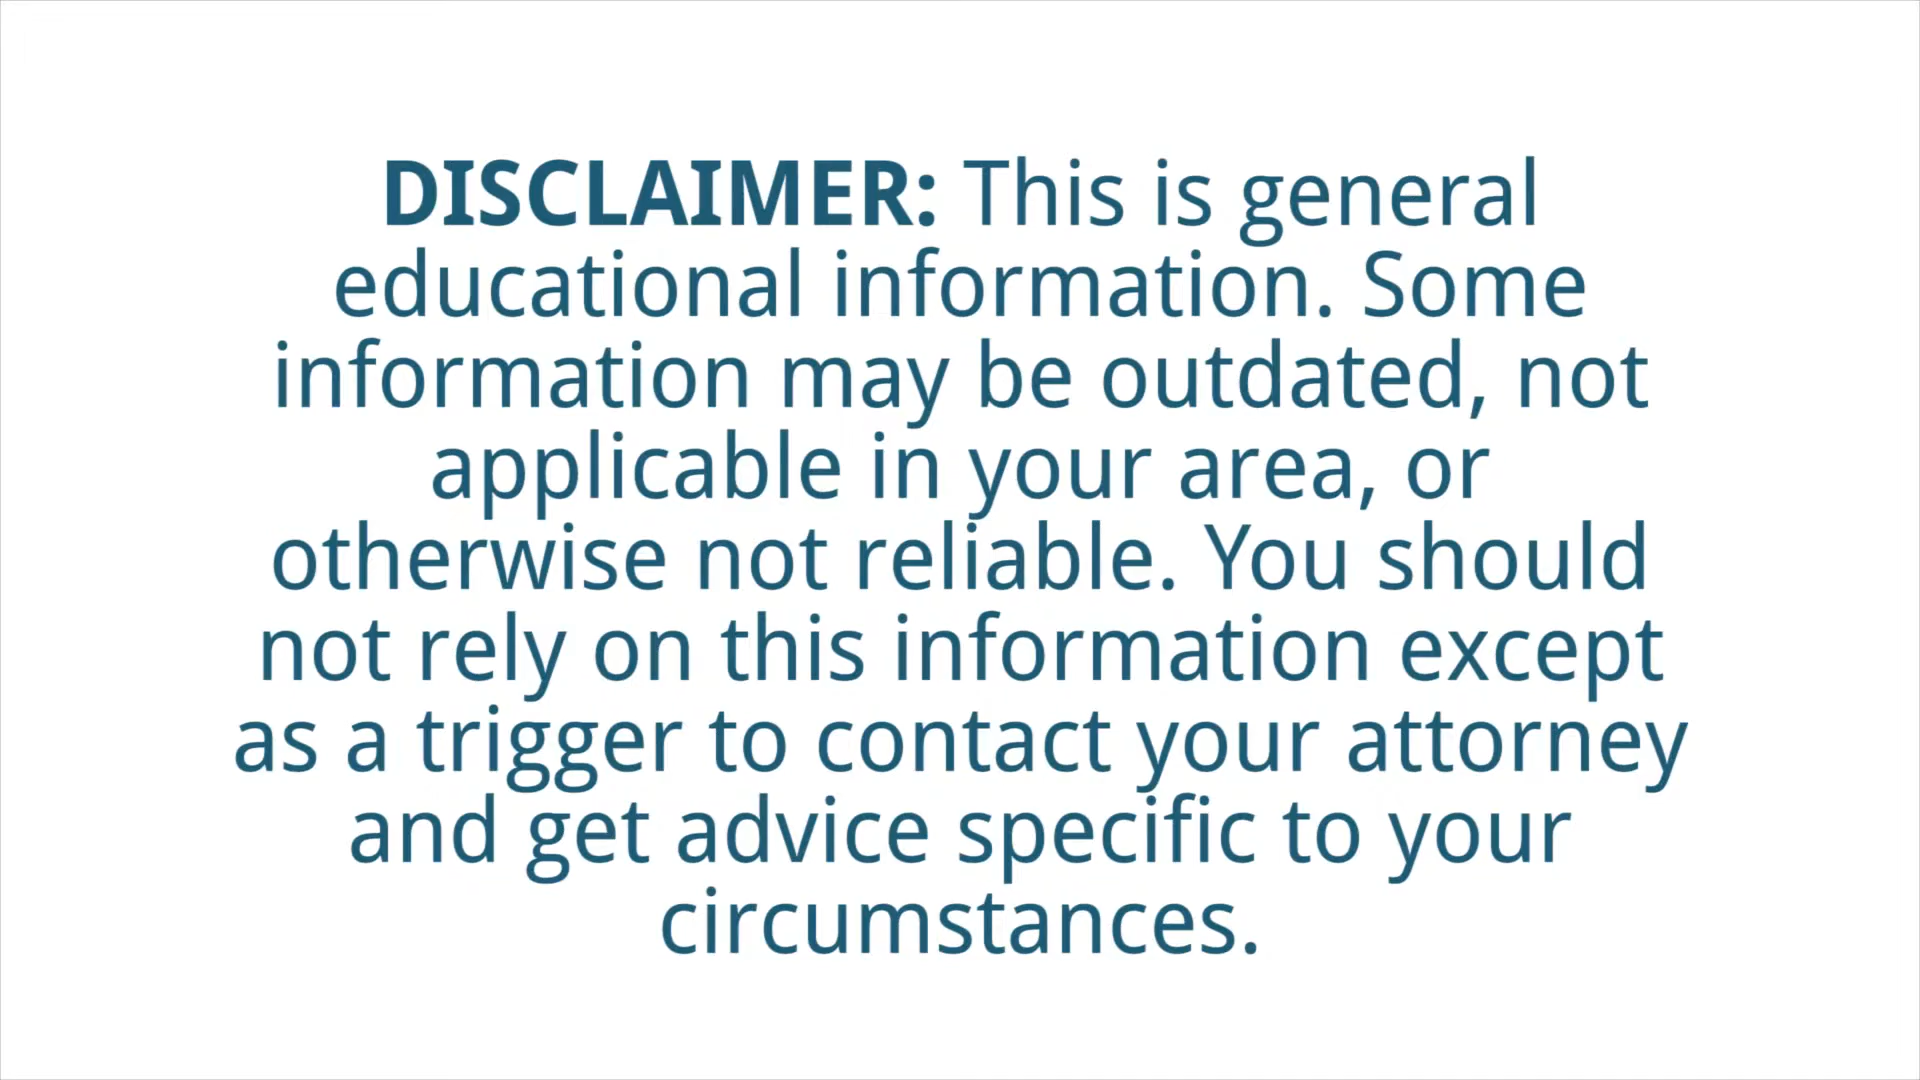 DISCLAIMER: This is general
educational information. Some
information may be outdated, not
applicable in your area, or
otherwise not reliable. You should
not rely on this information except
as a trigger to contact your attorney
and get advice specific to your
circumstances.